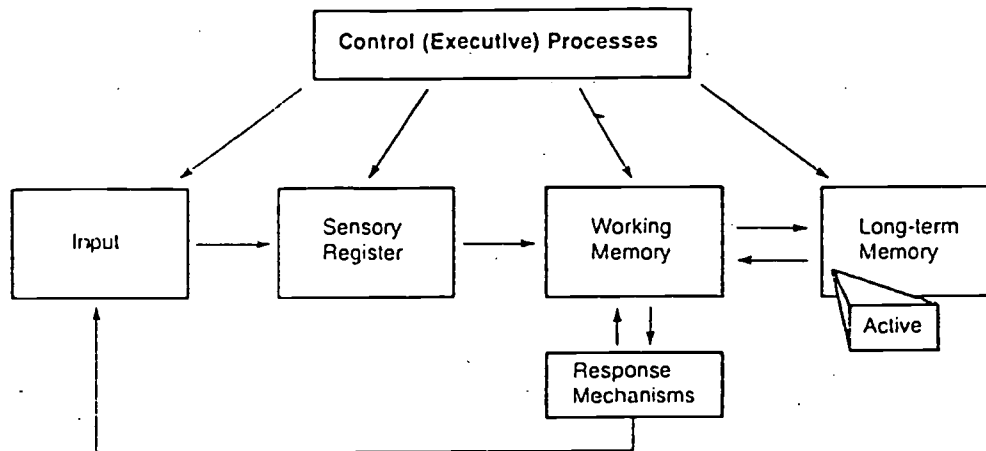 Control (Executive) Processes
Input
Sensory
Register
Working
Memory
Long-term
Memory
Active
Response
Mechanisms